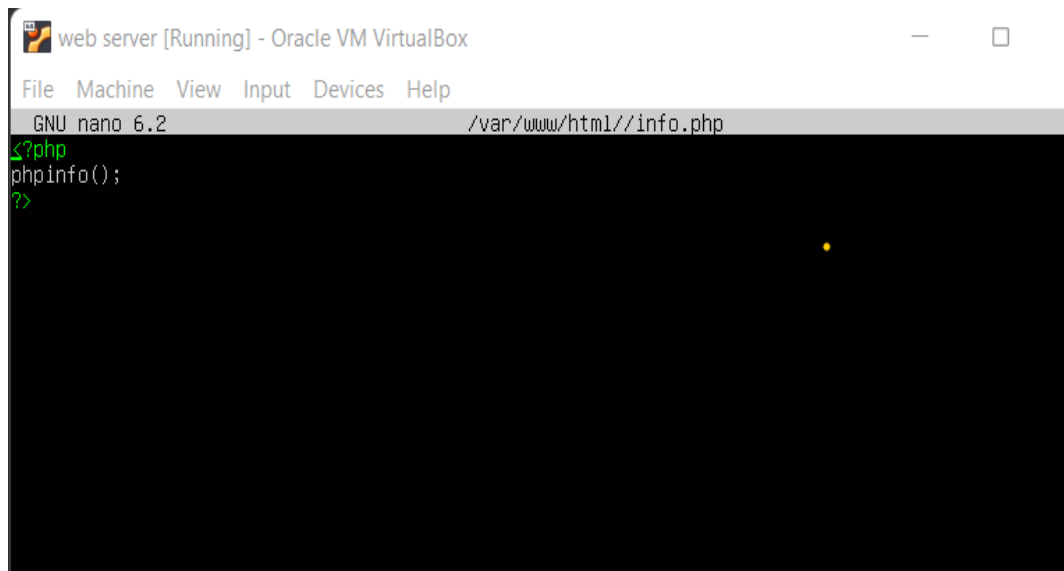 web server [Running] - Oracle VM VirtualBox
File Machine View Input Devices Help
GNU nano 6.2 /var/www/html//info.php
<?php
phpinfo();
?>